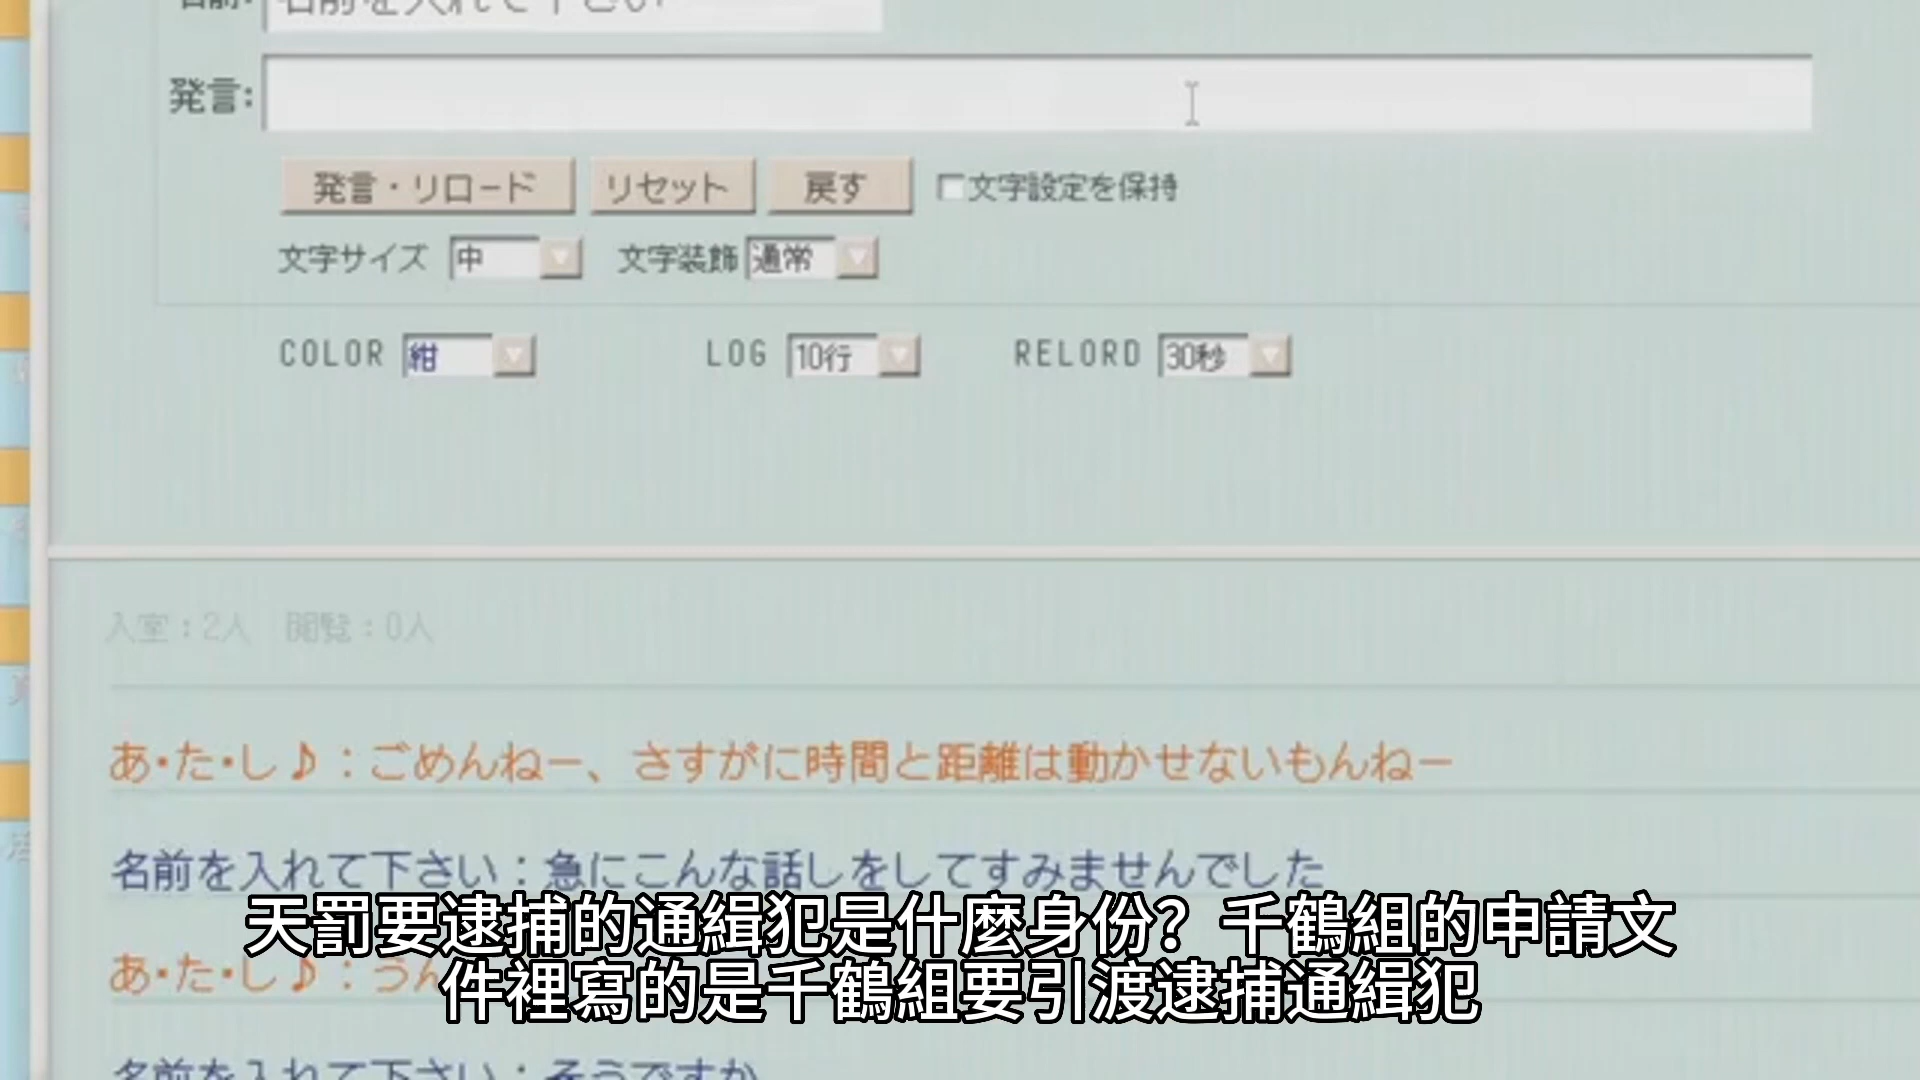 名前: 名前を入れて下さい
発言:
発言・リロード リセット 戻す 文字設定を保持
文字サイズ 中 文字装飾 通常
COLOR 紺 LOG 10行 RELORD 30秒
入室:2人 閲覧:0人
あ・た・し♪:ごめんねー、さすがに時間と距離は動かせないもんねー
名前を入れて下さい:急にこんな話しをしてすみませんでした
天罰要逮捕的通緝犯是什麼身份？千鶴組的申請文
あ・た・し♪:うん
件裡寫的是千鶴組要引渡逮捕通緝犯
名前を入れて下さい:そうですか